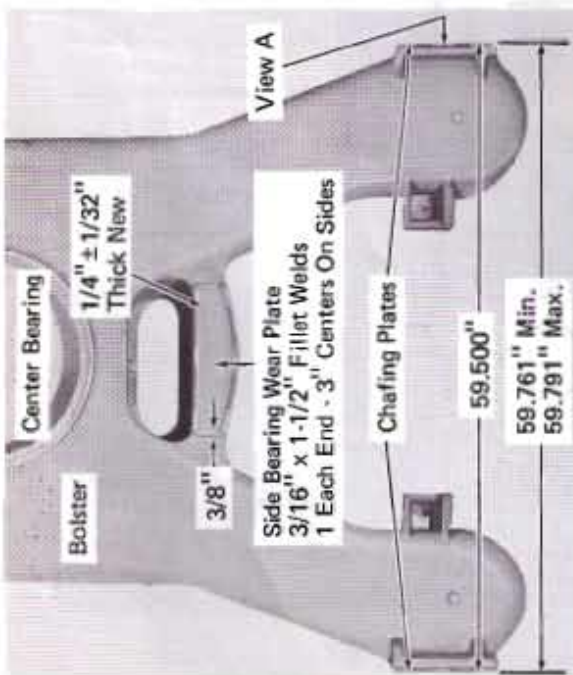 Center Bearing
Bolster
1/4" ± 1/32"
Thick New
3/8"
Side Bearing Wear Plate
3/16" x 1-1/2" Fillet Welds
1 Each End - 3" Centers On Sides
View A
Chafing Plates
59.500"
59.761" Min.
59.791" Max.